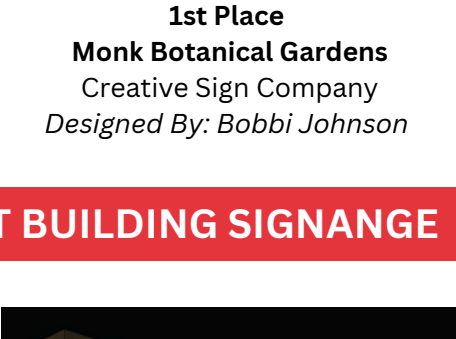 1st Place
Monk Botanical Gardens
Creative Sign Company
Designed By: Bobbi Johnson
T BUILDING SIGNANGE